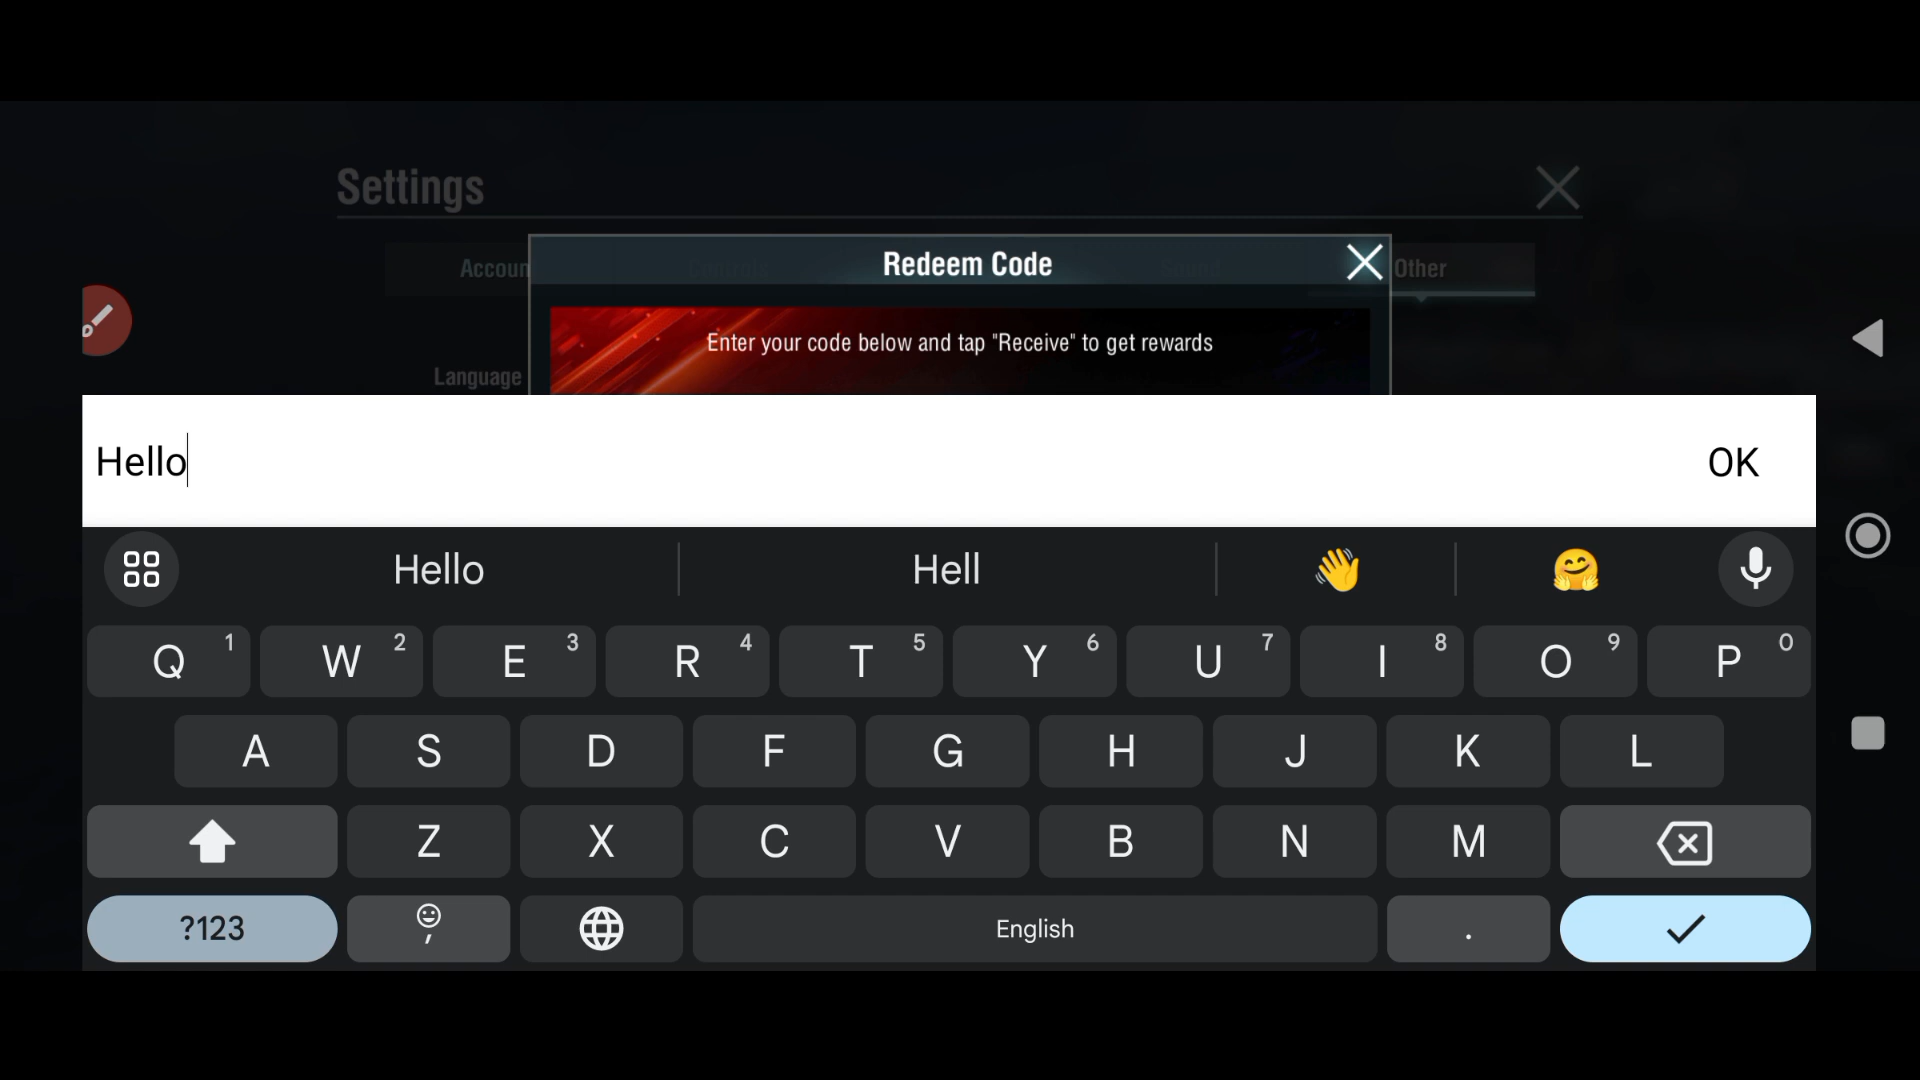 Settings
Redeem Code
Accoun
Other
Enter your code below and tap "Receive" to get rewards
Language
Hello
OK
Hello Hell 👋 🤗
Q 1 W 2 E 3 R 4 T 5 Y 6 U 7 I 8 O 9 P 0
A S D F G H J K L
Z X C V B N M
?123 , English .